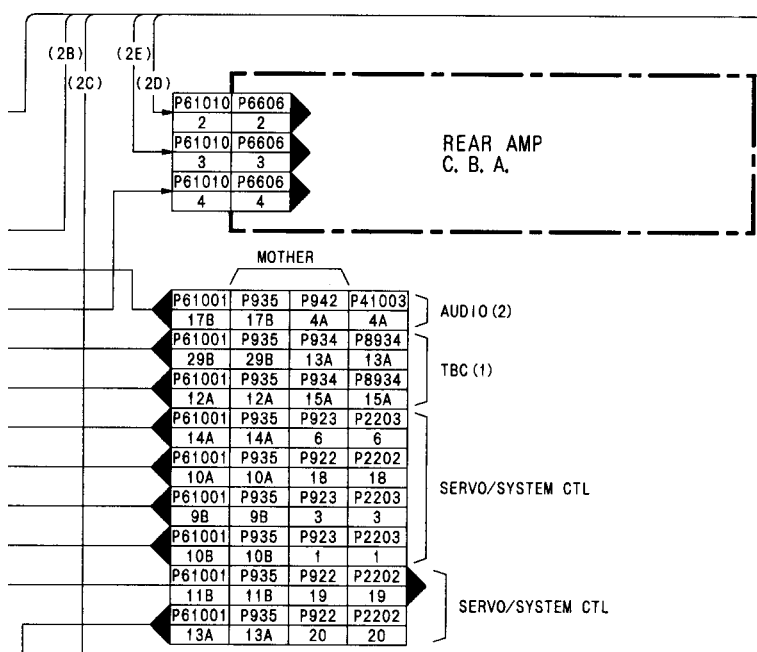 (2B) (2E)
(2C) (2D)
P61010 P6606
2 2
P61010 P6606
3 3
P61010 P6606
4 4
REAR AMP
C. B. A.
MOTHER
P61001 P935 P942 P41003
17B 17B 4A 4A
AUDIO(2)
P61001 P935 P934 P8934
29B 29B 13A 13A
P61001 P935 P934 P8934
12A 12A 15A 15A
TBC(1)
P61001 P935 P923 P2203
14A 14A 6 6
P61001 P935 P922 P2202
10A 10A 18 18
P61001 P935 P923 P2203
9B 9B 3 3
P61001 P935 P923 P2203
10B 10B 1 1
SERVO/SYSTEM CTL
P61001 P935 P922 P2202
11B 11B 19 19
P61001 P935 P922 P2202
13A 13A 20 20
SERVO/SYSTEM CTL